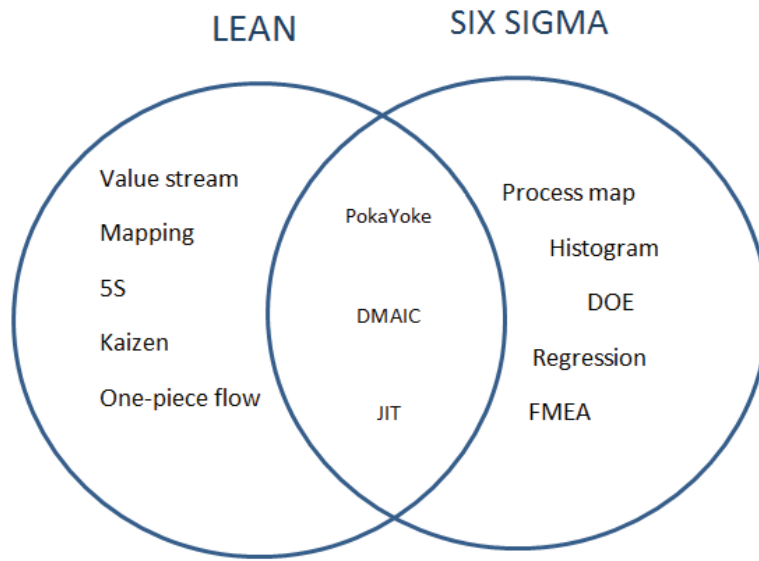 LEAN
SIX SIGMA
Value stream
Mapping
5S
Kaizen
One-piece flow
PokaYoke
DMAIC
JIT
Process map
Histogram
DOE
Regression
FMEA